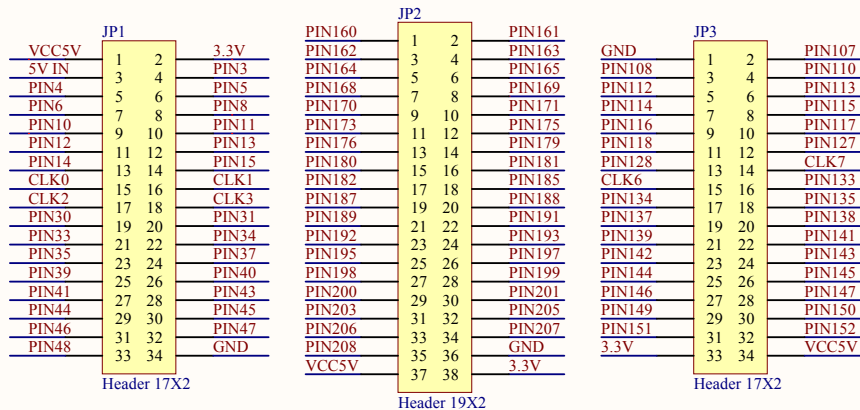 JP1
VCC5V 1 2 3.3V
5V IN 3 4 PIN3
PIN4 5 6 PIN5
PIN6 7 8 PIN8
PIN10 9 10 PIN11
PIN12 11 12 PIN13
PIN14 13 14 PIN15
CLK0 15 16 CLK1
CLK2 17 18 CLK3
PIN30 19 20 PIN31
PIN33 21 22 PIN34
PIN35 23 24 PIN37
PIN39 25 26 PIN40
PIN41 27 28 PIN43
PIN44 29 30 PIN45
PIN46 31 32 PIN47
PIN48 33 34 GND
Header 17X2
JP2
PIN160 1 2 PIN161
PIN162 3 4 PIN163
PIN164 5 6 PIN165
PIN168 7 8 PIN169
PIN170 9 10 PIN171
PIN173 11 12 PIN175
PIN176 13 14 PIN179
PIN180 15 16 PIN181
PIN182 17 18 PIN185
PIN187 19 20 PIN188
PIN189 21 22 PIN191
PIN192 23 24 PIN193
PIN195 25 26 PIN197
PIN198 27 28 PIN199
PIN200 29 30 PIN201
PIN203 31 32 PIN205
PIN206 33 34 PIN207
PIN208 35 36 GND
VCC5V 37 38 3.3V
Header 19X2
JP3
GND 1 2 PIN107
PIN108 3 4 PIN110
PIN112 5 6 PIN113
PIN114 7 8 PIN115
PIN116 9 10 PIN117
PIN118 11 12 PIN127
PIN128 13 14 CLK7
CLK6 15 16 PIN133
PIN134 17 18 PIN135
PIN137 19 20 PIN138
PIN139 21 22 PIN141
PIN142 23 24 PIN143
PIN144 25 26 PIN145
PIN146 27 28 PIN147
PIN149 29 30 PIN150
PIN151 31 32 PIN152
3.3V 33 34 VCC5V
Header 17X2